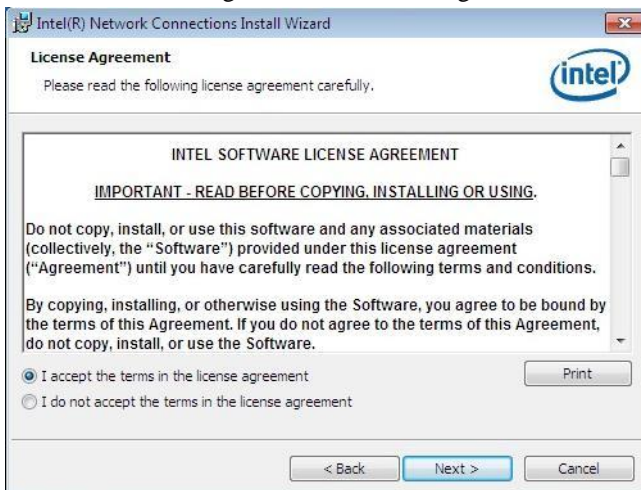 Intel(R) Network Connections Install Wizard
License Agreement
Please read the following license agreement carefully.
intel
INTEL SOFTWARE LICENSE AGREEMENT
IMPORTANT - READ BEFORE COPYING, INSTALLING OR USING.
Do not copy, install, or use this software and any associated materials
(collectively, the “Software”) provided under this license agreement
(“Agreement”) until you have carefully read the following terms and conditions.
By copying, installing, or otherwise using the Software, you agree to be bound by
the terms of this Agreement. If you do not agree to the terms of this Agreement,
do not copy, install, or use the Software.
I accept the terms in the license agreement
Print
I do not accept the terms in the license agreement
< Back
Next >
Cancel